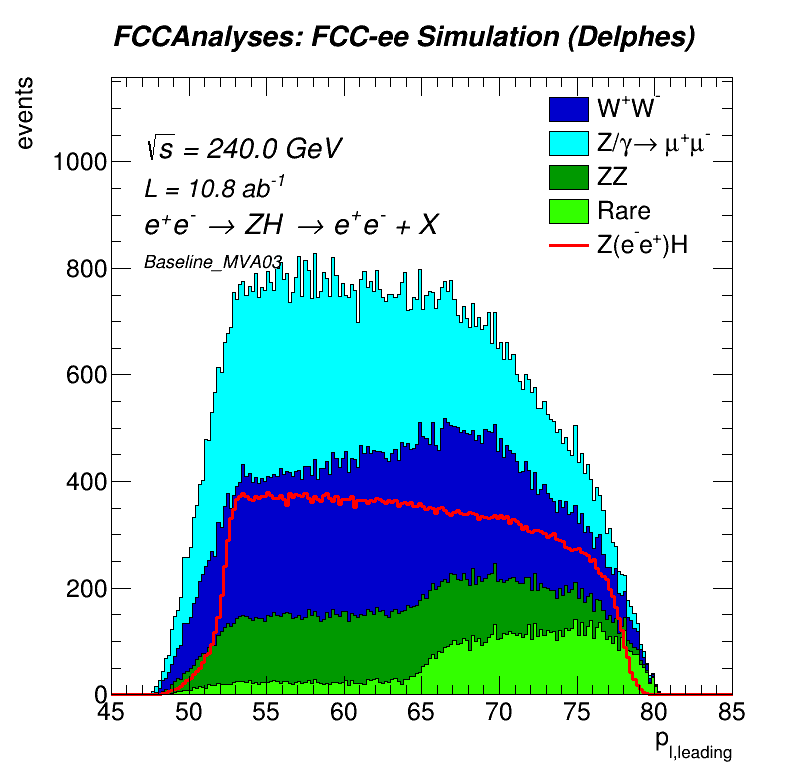 FCCAnalyses: FCC-ee Simulation (Delphes)
events
√s = 240.0 GeV
L = 10.8 ab⁻¹
e⁺e⁻ → ZH → e⁺e⁻ + X
Baseline_MVA03
W⁺W⁻
Z/γ→ μ⁺μ⁻
ZZ
Rare
Z(e⁻e⁺)H
1000
800
600
400
200
0
45 50 55 60 65 70 75 80 85
p_l,leading